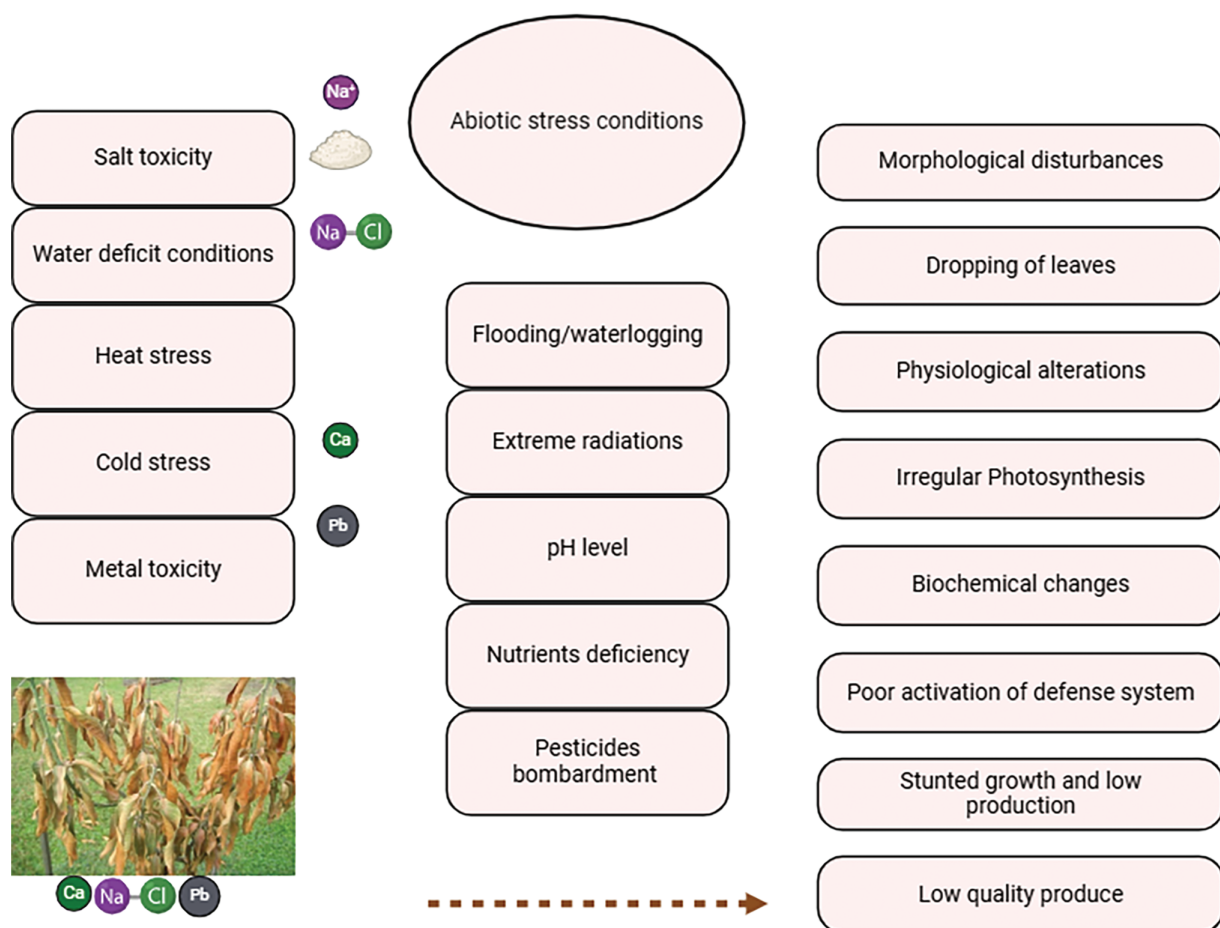 Abiotic stress conditions
Na⁺
Salt toxicity
Na Cl
Water deficit conditions
Heat stress
Ca
Cold stress
Pb
Metal toxicity
Flooding/waterlogging
Extreme radiations
pH level
Nutrients deficiency
Pesticides
bombardment
Morphological disturbances
Dropping of leaves
Physiological alterations
Irregular Photosynthesis
Biochemical changes
Poor activation of defense system
Stunted growth and low
production
Low quality produce
Ca Na Cl Pb